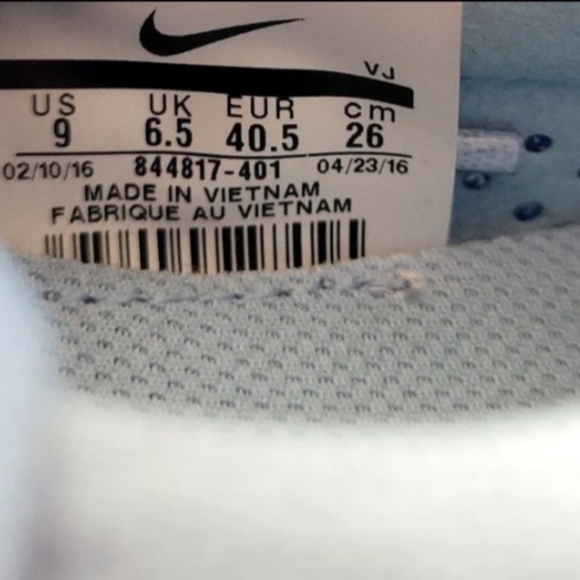 VJ
US UK EUR cm
9 6.5 40.5 26
02/10/16 844817-401 04/23/16
MADE IN VIETNAM
FABRIQUE AU VIETNAM